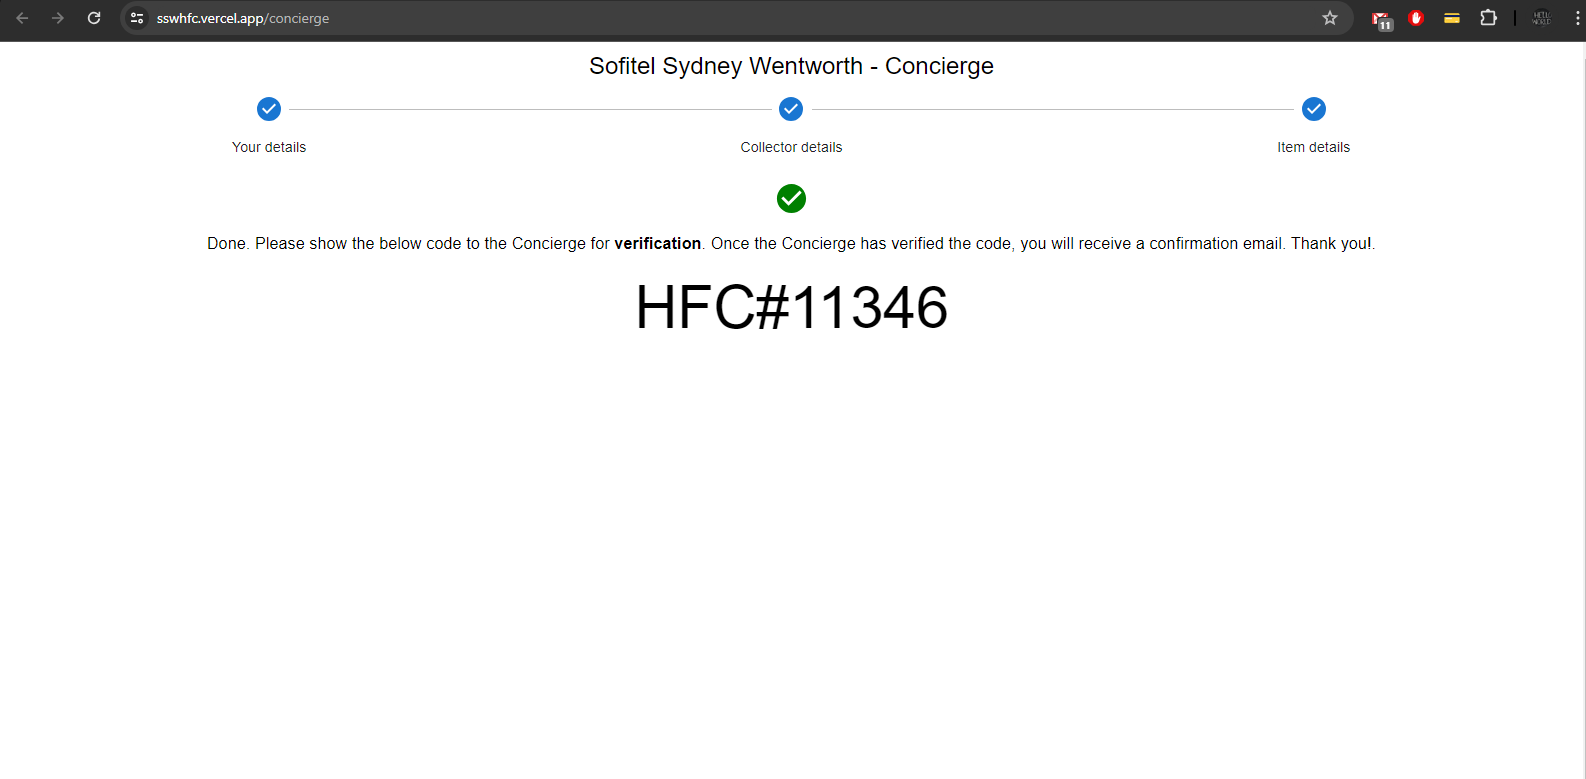 sswhfc.vercel.app/concierge
11
HELLO
WORLD
Sofitel Sydney Wentworth - Concierge
Your details
Collector details
Item details
Done. Please show the below code to the Concierge for verification. Once the Concierge has verified the code, you will receive a confirmation email. Thank you!.
HFC#11346